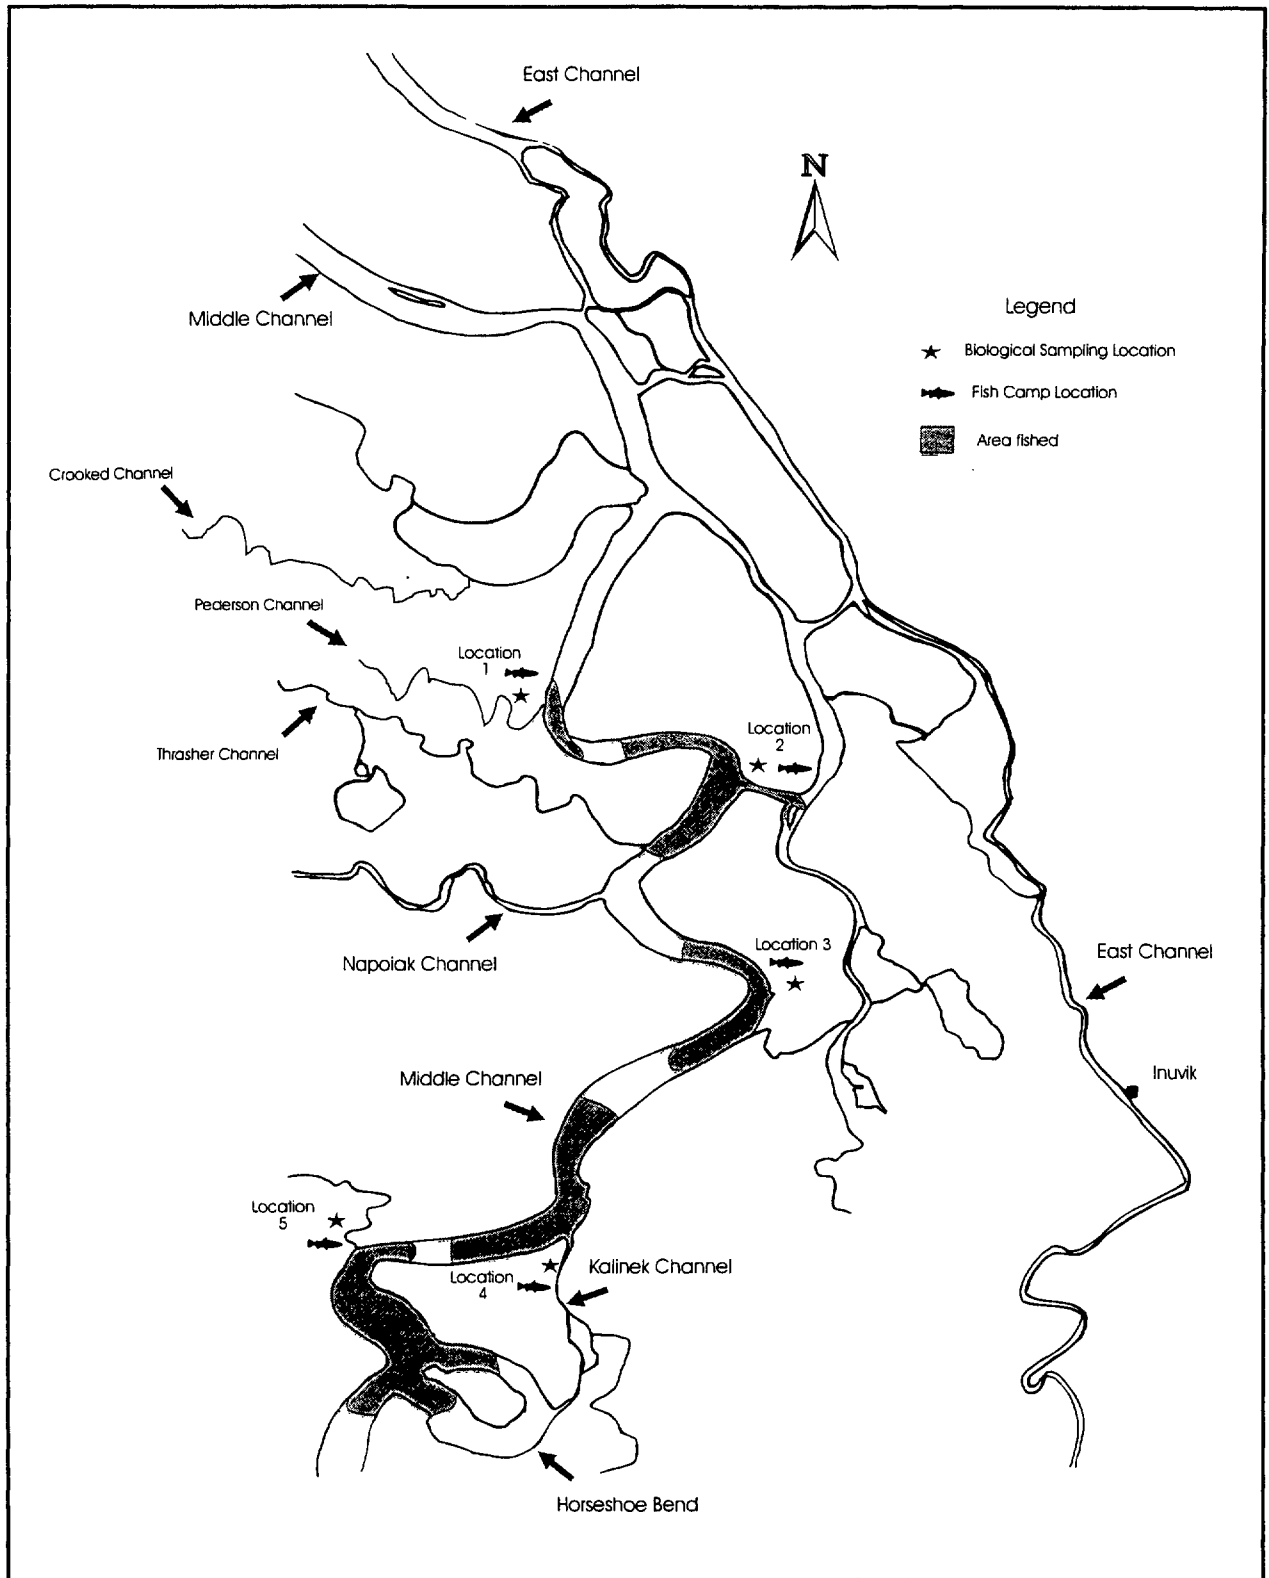 East Channel
N
Middle Channel
Legend
Biological Sampling Location
Fish Camp Location
Area fished
Crooked Channel
Pederson Channel
Location
1
Thrasher Channel
Location
2
Napoiak Channel
Location 3
East Channel
Middle Channel
Inuvik
Location
5
Location
4
Kalinek Channel
Horseshoe Bend